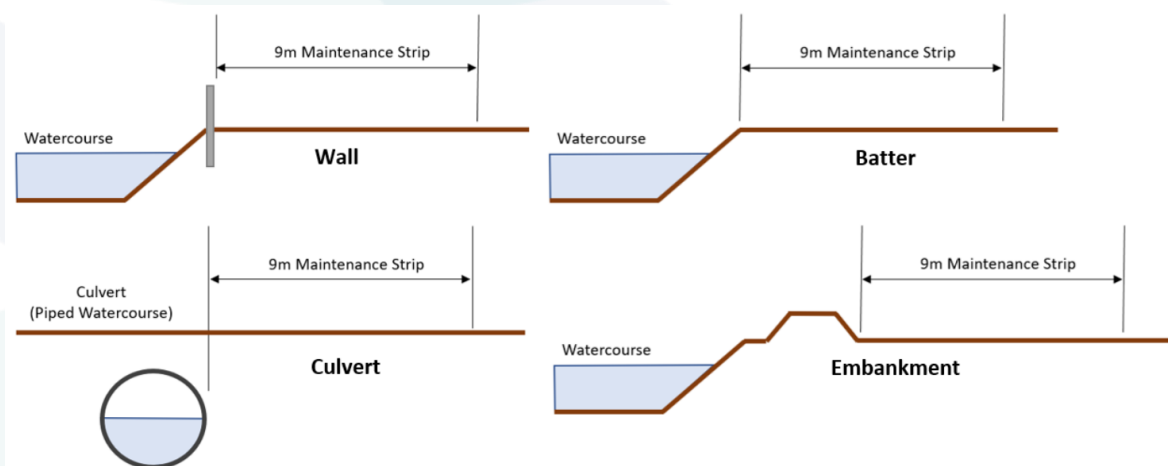 9m Maintenance Strip
Watercourse
Wall
9m Maintenance Strip
Watercourse
Batter
9m Maintenance Strip
Culvert
(Piped Watercourse)
Culvert
9m Maintenance Strip
Watercourse
Embankment